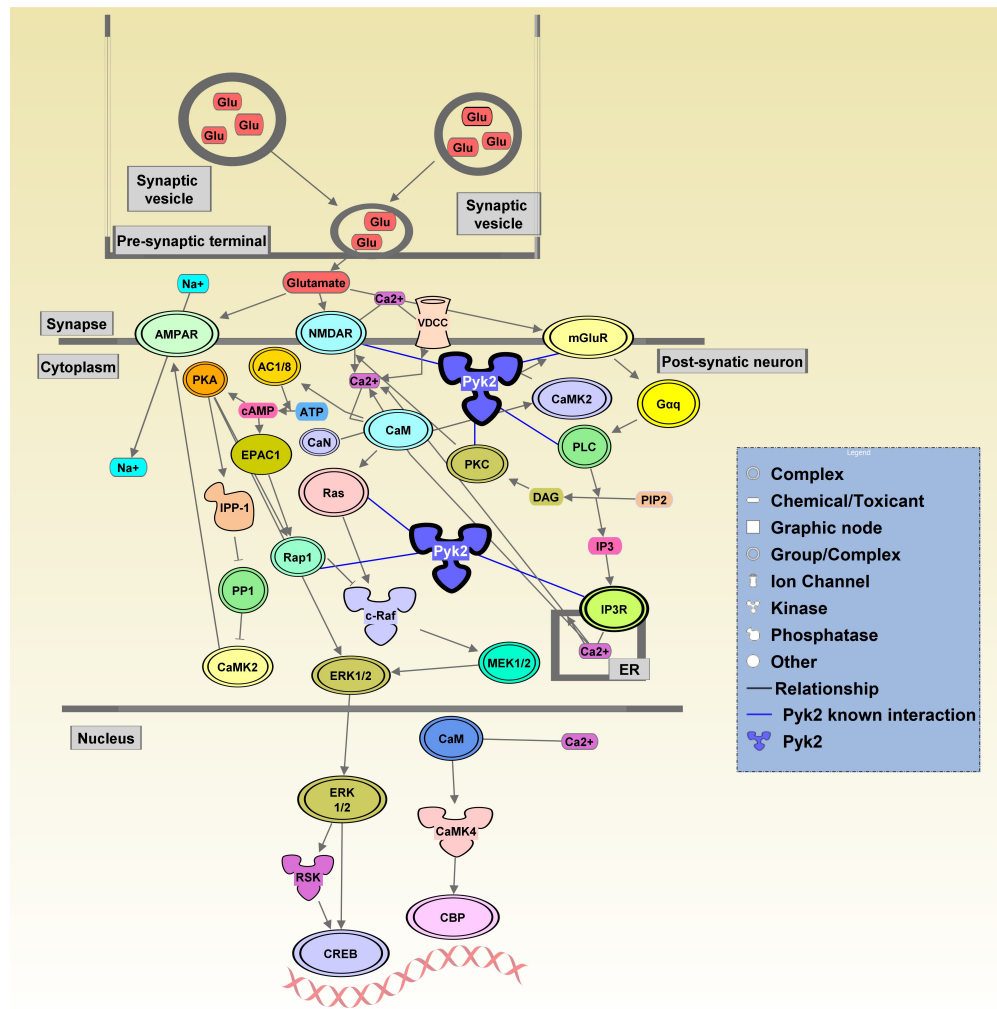 Glu
Glu
Glu
Glu
Glu
Glu
Synaptic
vesicle
Synaptic
vesicle
Glu
Glu
Pre-synaptic terminal
Na+
Glutamate
Ca2+
VDCC
Synapse
AMPAR
NMDAR
mGluR
Cytoplasm
Post-synatic neuron
PKA
AC1/8
Ca2+
Pyk2
CaMK2
Gαq
cAMP
ATP
CaN
CaM
EPAC1
PLC
Na+
PKC
Ras
DAG
PIP2
IPP-1
Rap1
Pyk2
IP3
PP1
c-Raf
IP3R
CaMK2
ERK1/2
MEK1/2
Ca2+
ER
Nucleus
CaM
Ca2+
ERK
1/2
CaMK4
RSK
CBP
CREB
Legend
Complex
Chemical/Toxicant
Graphic node
Group/Complex
Ion Channel
Kinase
Phosphatase
Other
Relationship
Pyk2 known interaction
Pyk2